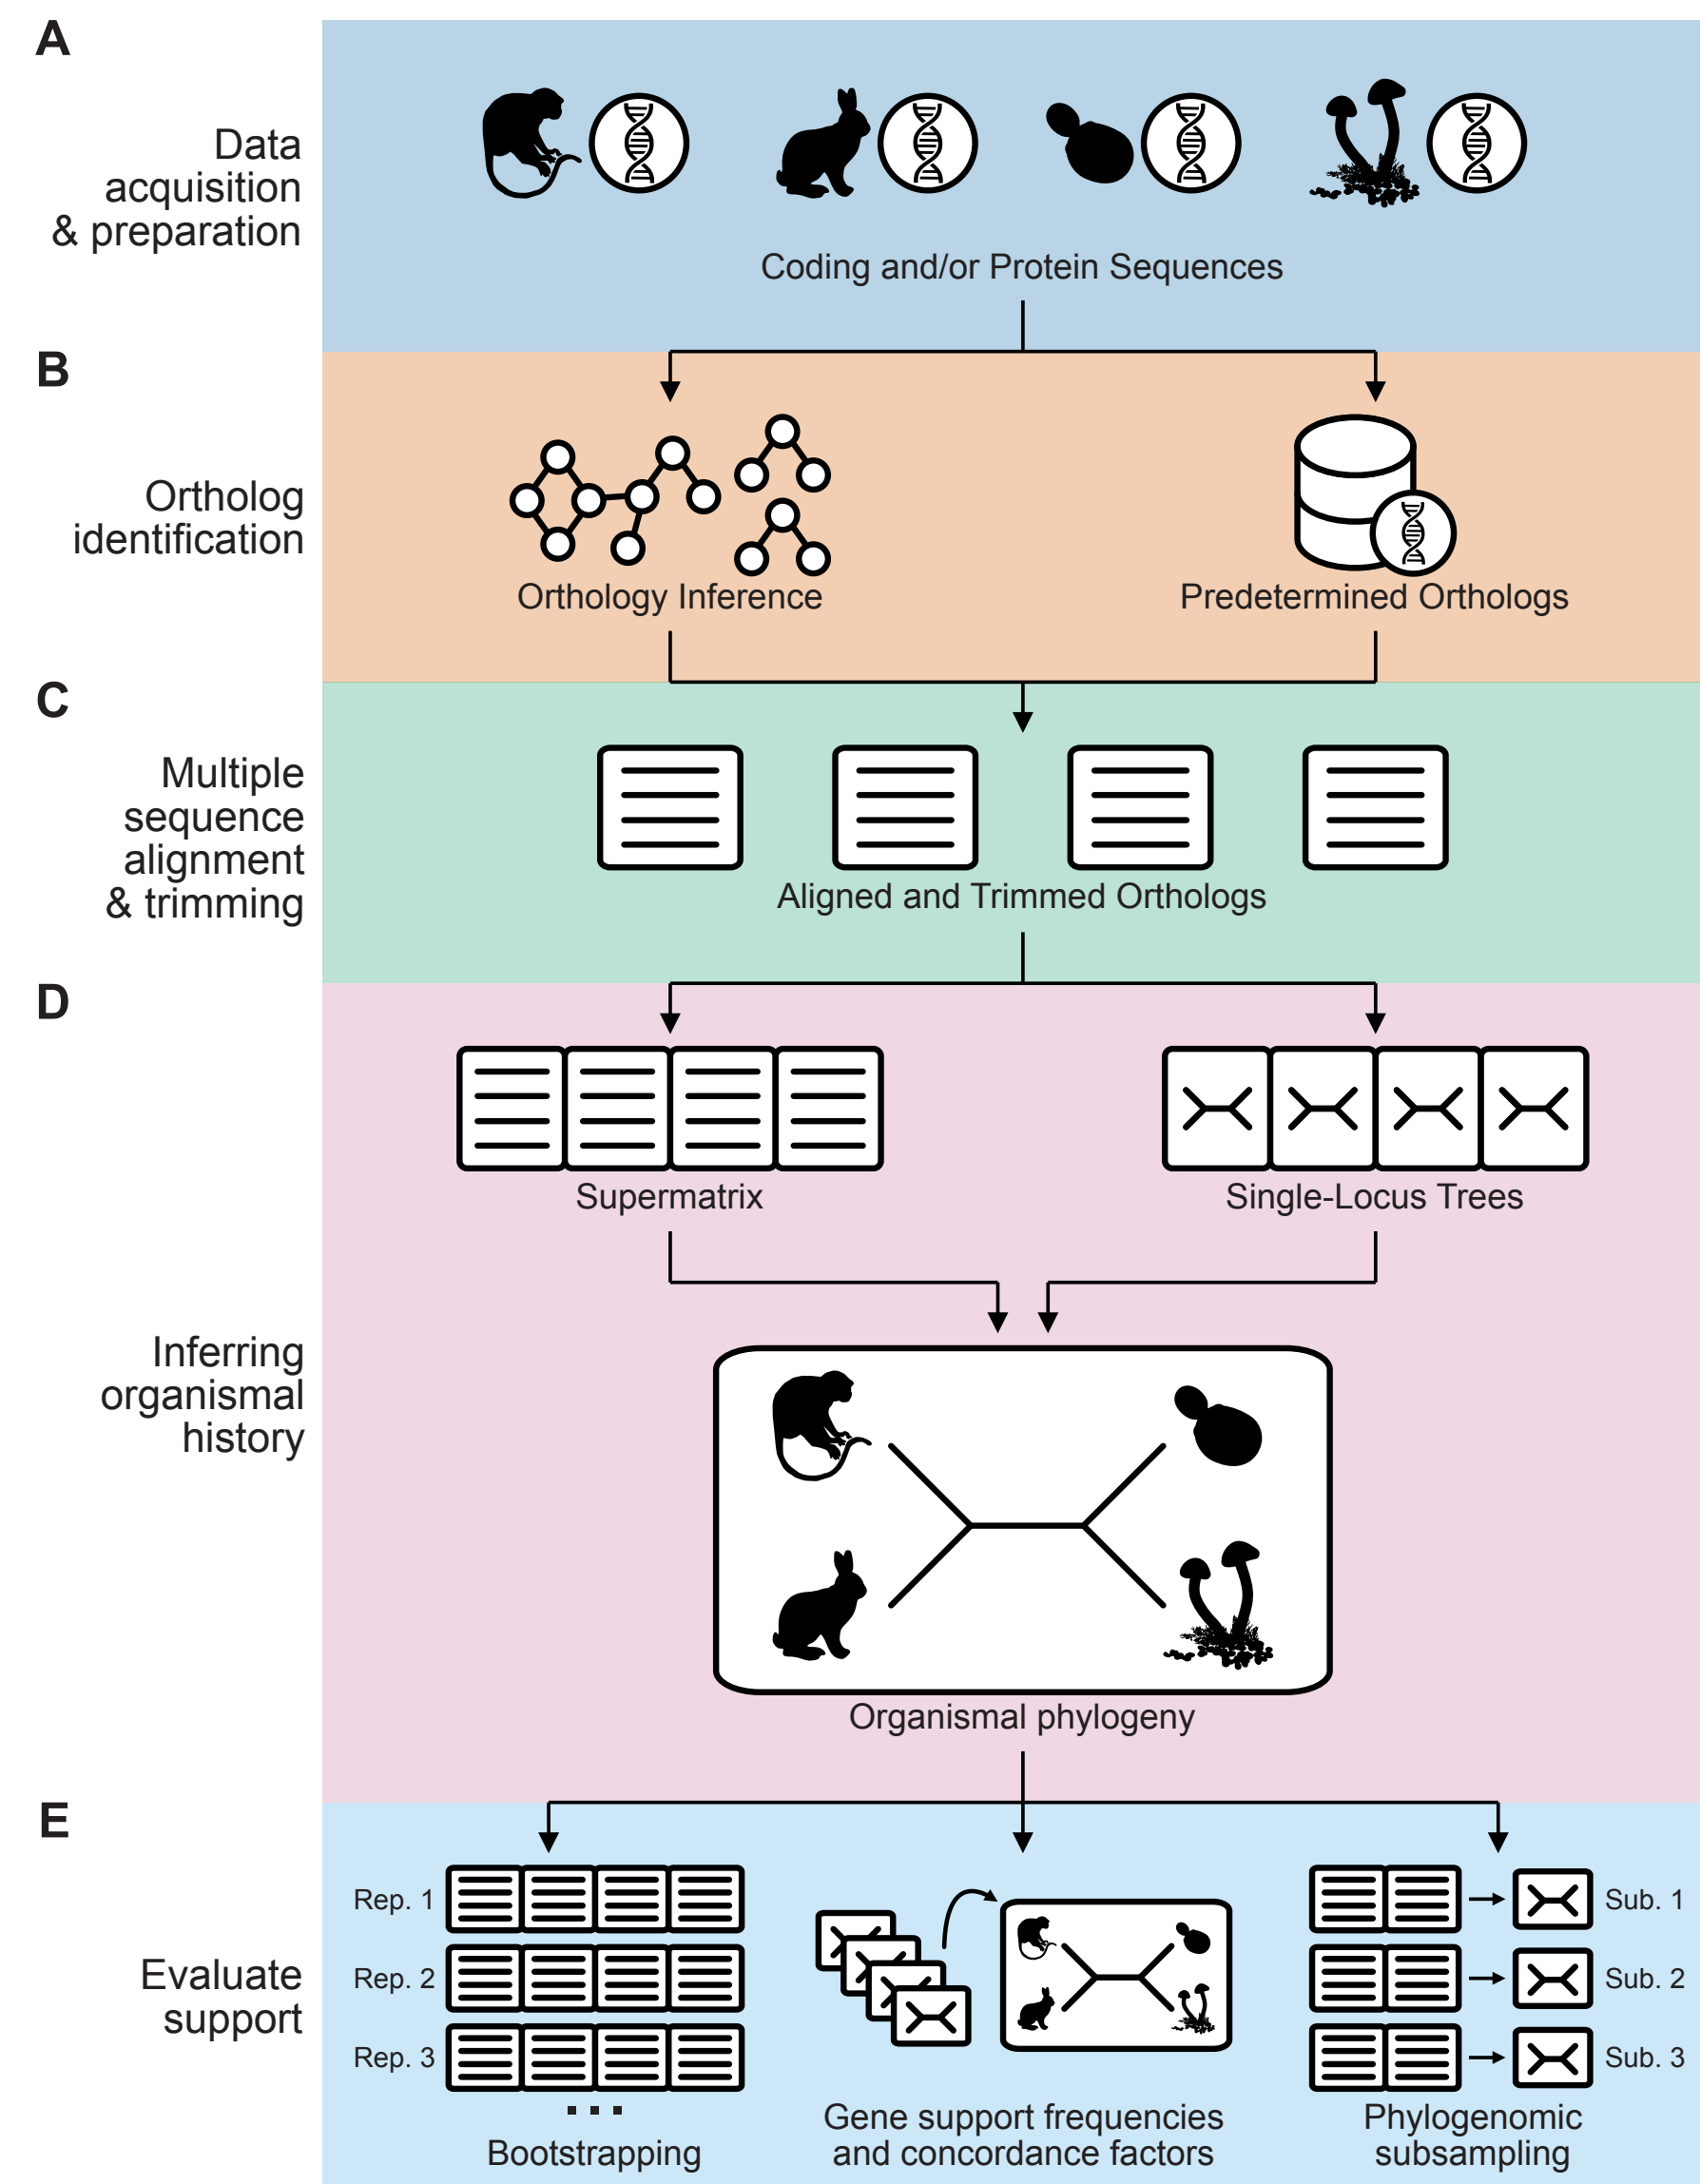 A
Data
acquisition
& preparation
Coding and/or Protein Sequences
B
Ortholog
identification
Orthology Inference
Predetermined Orthologs
C
Multiple
sequence
alignment
& trimming
Aligned and Trimmed Orthologs
D
Supermatrix
Single-Locus Trees
Inferring
organismal
history
Organismal phylogeny
E
Evaluate
support
Rep. 1
Rep. 2
Rep. 3
...
Bootstrapping
Gene support frequencies
and concordance factors
Sub. 1
Sub. 2
Sub. 3
Phylogenomic
subsampling